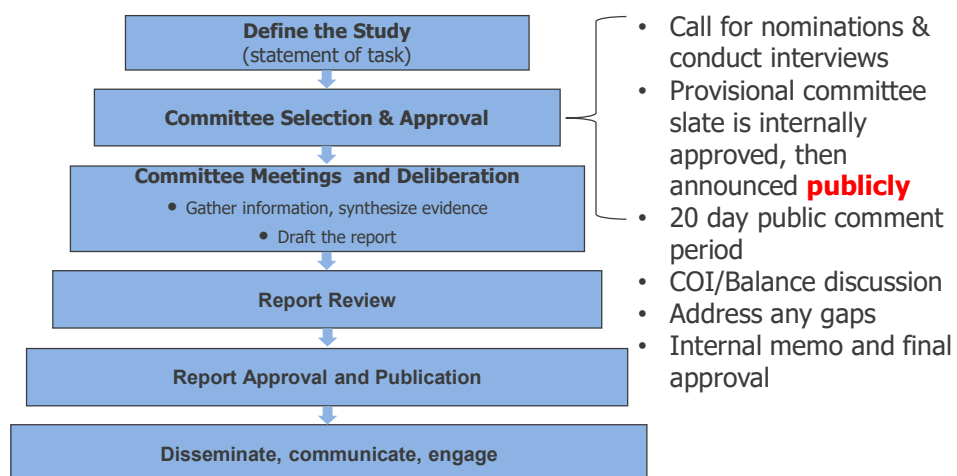 Define the Study
(statement of task)
Committee Selection & Approval
Committee Meetings and Deliberation
• Gather information, synthesize evidence
• Draft the report
Report Review
Report Approval and Publication
Disseminate, communicate, engage
• Call for nominations &
conduct interviews
• Provisional committee
slate is internally
approved, then
announced publicly
• 20 day public comment
period
• COI/Balance discussion
• Address any gaps
• Internal memo and final
approval